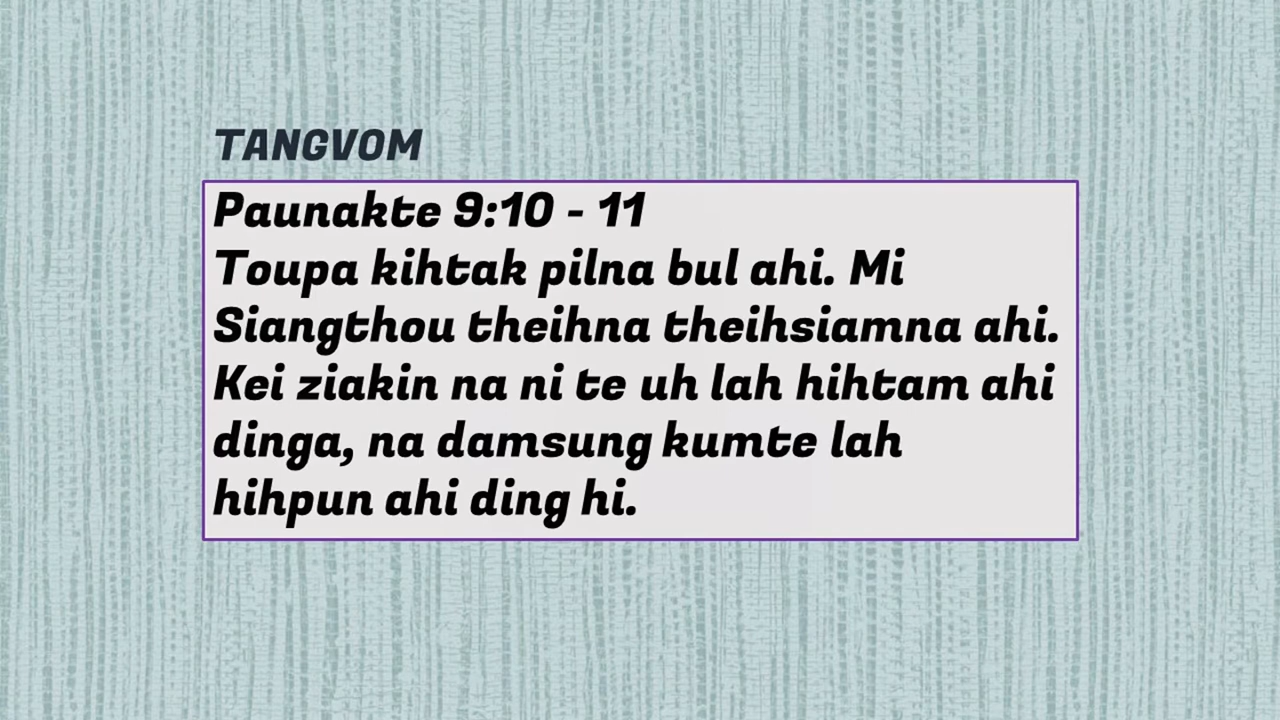 TANGVOM
Paunakte 9:10 - 11
Toupa kihtak pilna bul ahi. Mi
Siangthou theihna theihsiamna ahi.
Kei ziakin na ni te uh lah hihtam ahi
dinga, na damsung kumte lah
hihpun ahi ding hi.